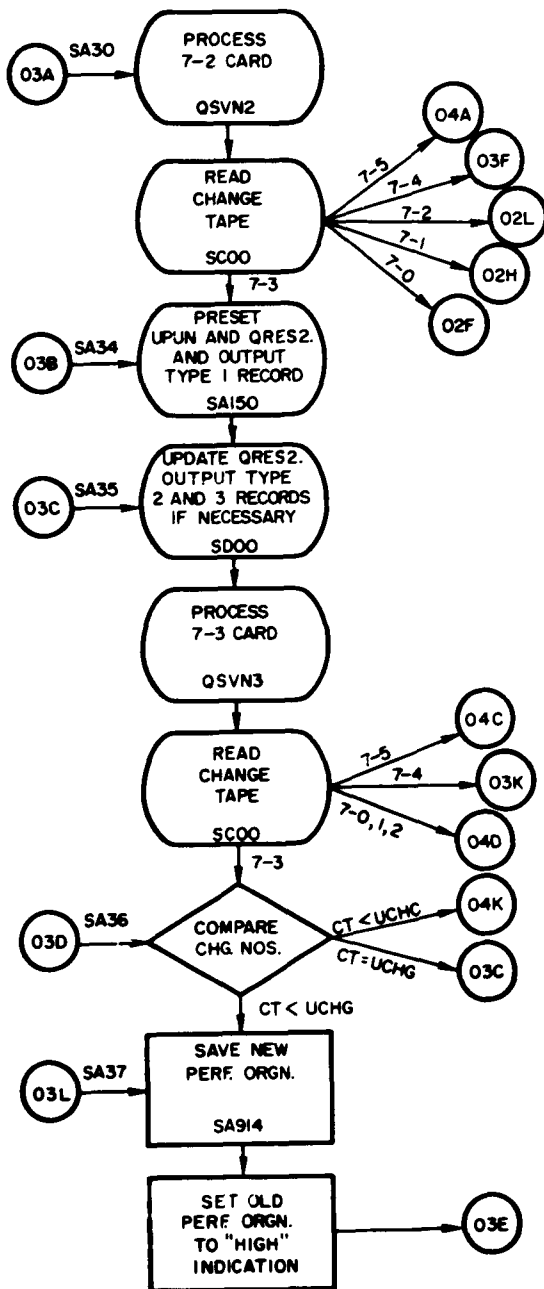 03A
SA30
PROCESS
7-2 CARD
QSVN2
READ
CHANGE
TAPE
SC00
7-5
04A
7-4
03F
7-2
02L
7-1
02H
7-0
02F
7-3
03B
SA34
PRESET
UPUN AND QRES2.
AND OUTPUT
TYPE 1 RECORD
SA150
03C
SA35
UPDATE QRES2.
OUTPUT TYPE
2 AND 3 RECORDS
IF NECESSARY
SD00
PROCESS
7-3 CARD
QSVN3
READ
CHANGE
TAPE
SC00
7-5
04C
7-4
03K
7-0,1,2
04D
7-3
03D
SA36
COMPARE
CHG. NOS.
CT < UCHC
04K
CT = UCHG
03C
CT < UCHG
03L
SA37
SAVE NEW
PERF. ORGN.
SA914
SET OLD
PERF. ORGN.
TO "HIGH"
INDICATION
03E